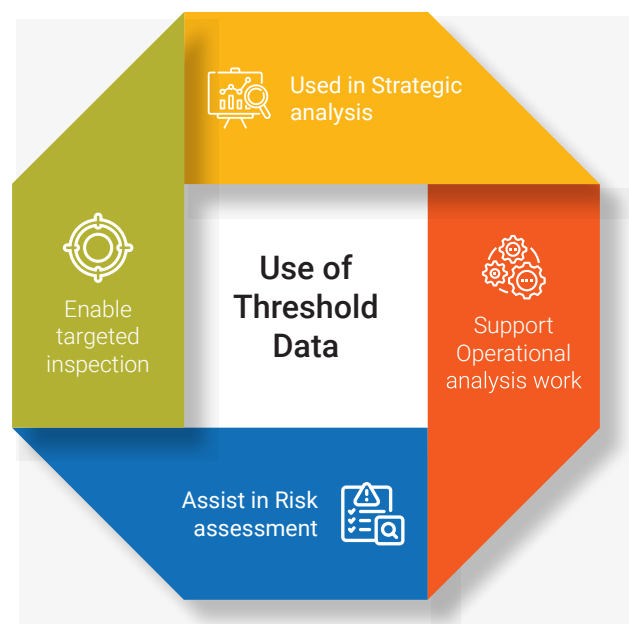 Used in Strategic
analysis
Enable
targeted
inspection
Use of
Threshold
Data
Support
Operational
analysis work
Assist in Risk
assessment